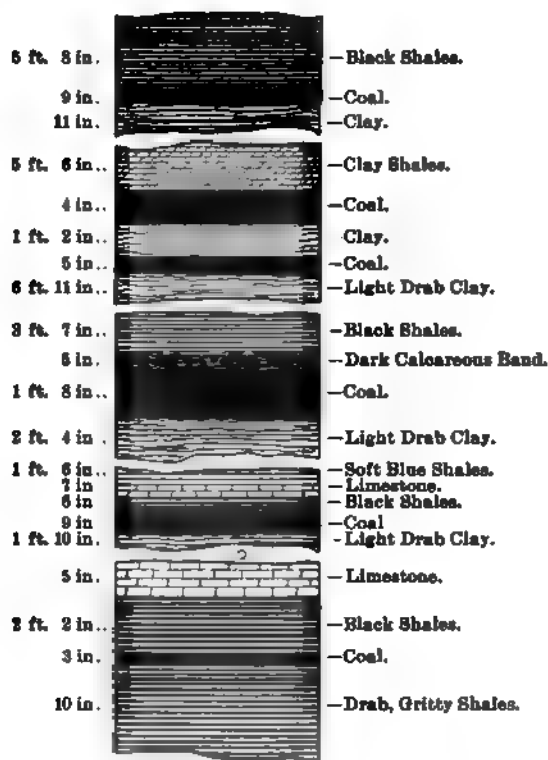 5 ft. 8 in. Black Shales.
9 in. Coal.
11 in. Clay.
5 ft. 6 in. Clay Shales.
4 in. Coal.
1 ft. 2 in. Clay.
5 in. Coal.
6 ft. 11 in. Light Drab Clay.
3 ft. 7 in. Black Shales.
5 in. Dark Calcareous Band.
1 ft. 8 in. Coal.
2 ft. 4 in. Light Drab Clay.
1 ft. 6 in. Soft Blue Shales.
7 in Limestone.
6 in Black Shales.
9 in Coal
1 ft. 10 in. Light Drab Clay.
?
5 in. Limestone.
2 ft. 2 in. Black Shales.
3 in. Coal.
10 in. Drab, Gritty Shales.